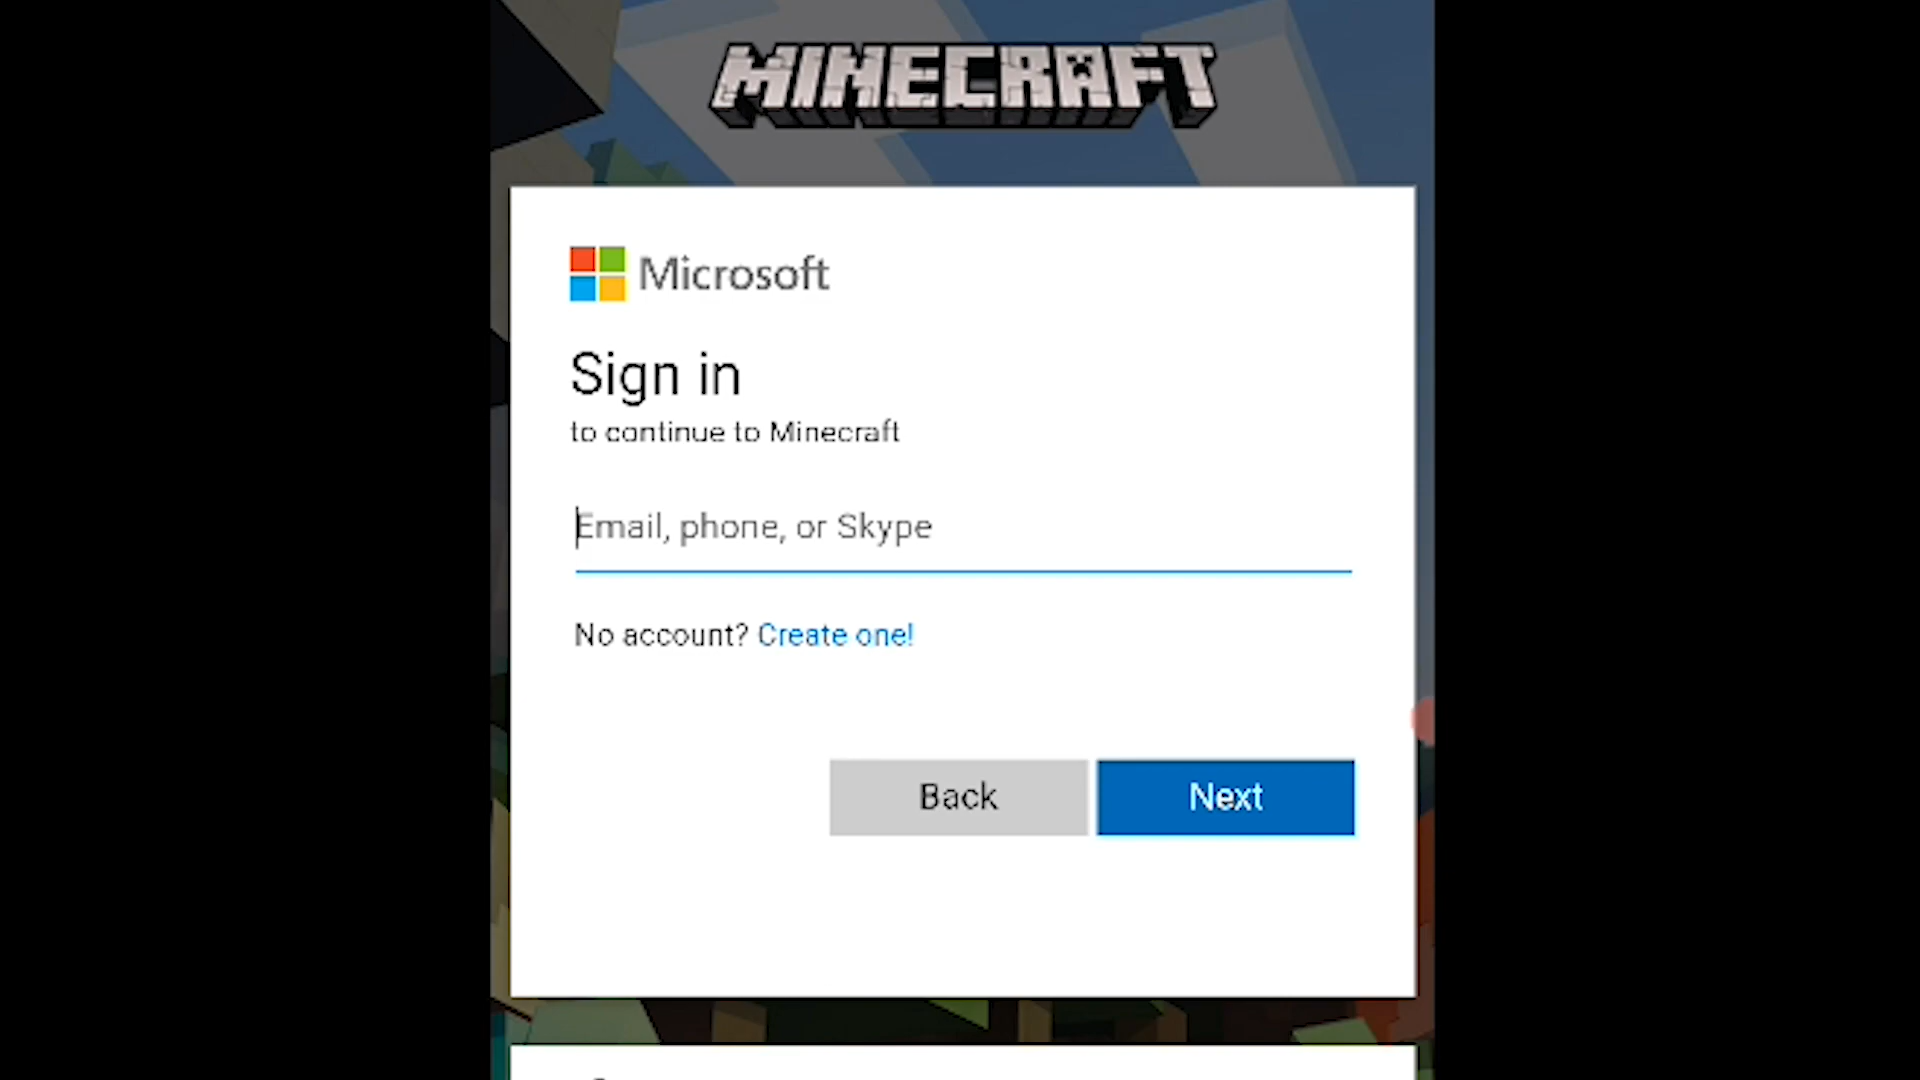 MINECRAFT
Microsoft
Sign in
to continue to Minecraft
Email, phone, or Skype
No account? Create one!
Back Next